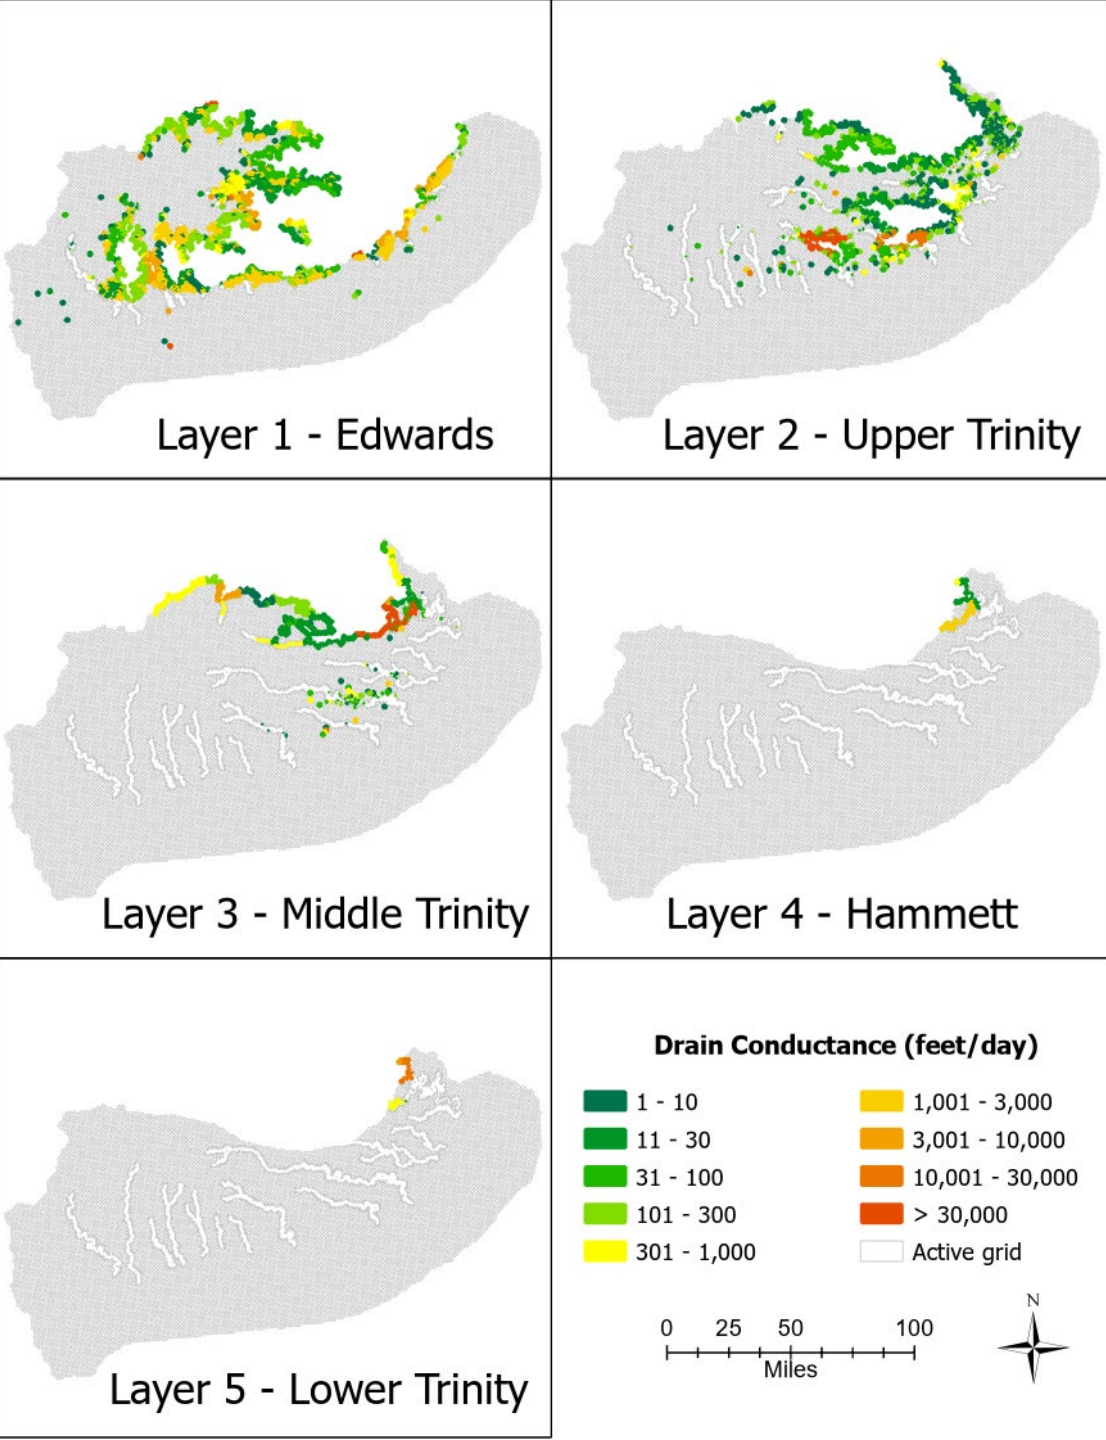 Layer 1 - Edwards
Layer 2 - Upper Trinity
Layer 3 - Middle Trinity
Layer 4 - Hammett
Layer 5 - Lower Trinity
Drain Conductance (feet/day)
1 - 10
11 - 30
31 - 100
101 - 300
301 - 1,000
1,001 - 3,000
3,001 - 10,000
10,001 - 30,000
> 30,000
Active grid
0 25 50 100
Miles
N